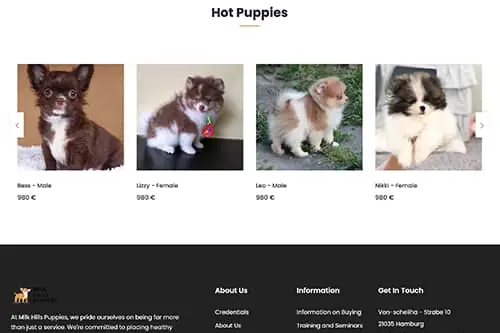 Hot Puppies
Bess - Male
980 €
Lizzy - Female
980 €
Leo - Male
980 €
Nikki - Female
980 €
MILK
HILLS
PUPPIES
At Milk Hills Puppies, we pride ourselves on being far more
than just a service. We're committed to placing healthy
About Us
Credentials
About Us
Information
Information on Buying
Training and Seminars
Get In Touch
Von-scheliha - Strabe 10
21035 Hamburg